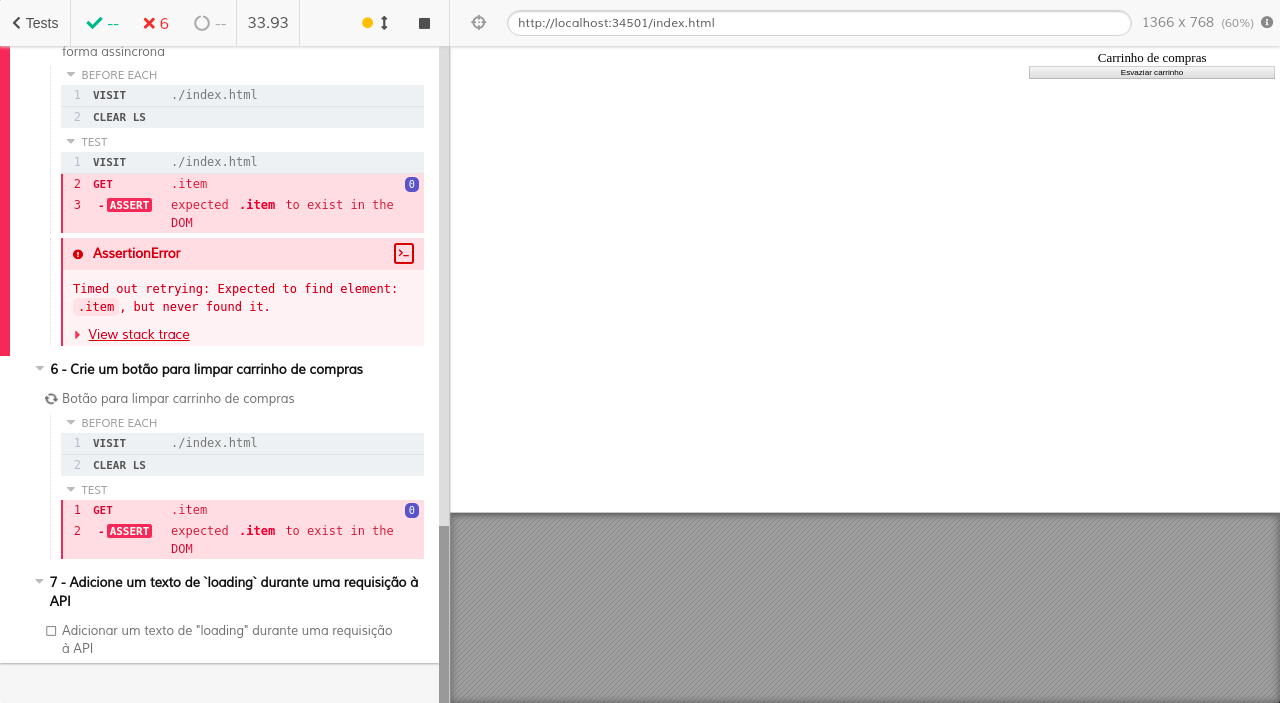 Tests -- 6 -- 33.93
http://localhost:34501/index.html 1366 x 768 (60%)
forma assíncrona
BEFORE EACH
1 VISIT ./index.html
2 CLEAR LS
TEST
1 VISIT ./index.html
2 GET .item 0
3 -ASSERT expected .item to exist in the
DOM
AssertionError
Timed out retrying: Expected to find element:
.item, but never found it.
View stack trace
6 - Crie um botão para limpar carrinho de compras
Botão para limpar carrinho de compras
BEFORE EACH
1 VISIT ./index.html
2 CLEAR LS
TEST
1 GET .item 0
2 -ASSERT expected .item to exist in the
DOM
7 - Adicione um texto de `loading` durante uma requisição à
API
Adicionar um texto de "loading" durante uma requisição
à API
Carrinho de compras
Esvaziar carrinho